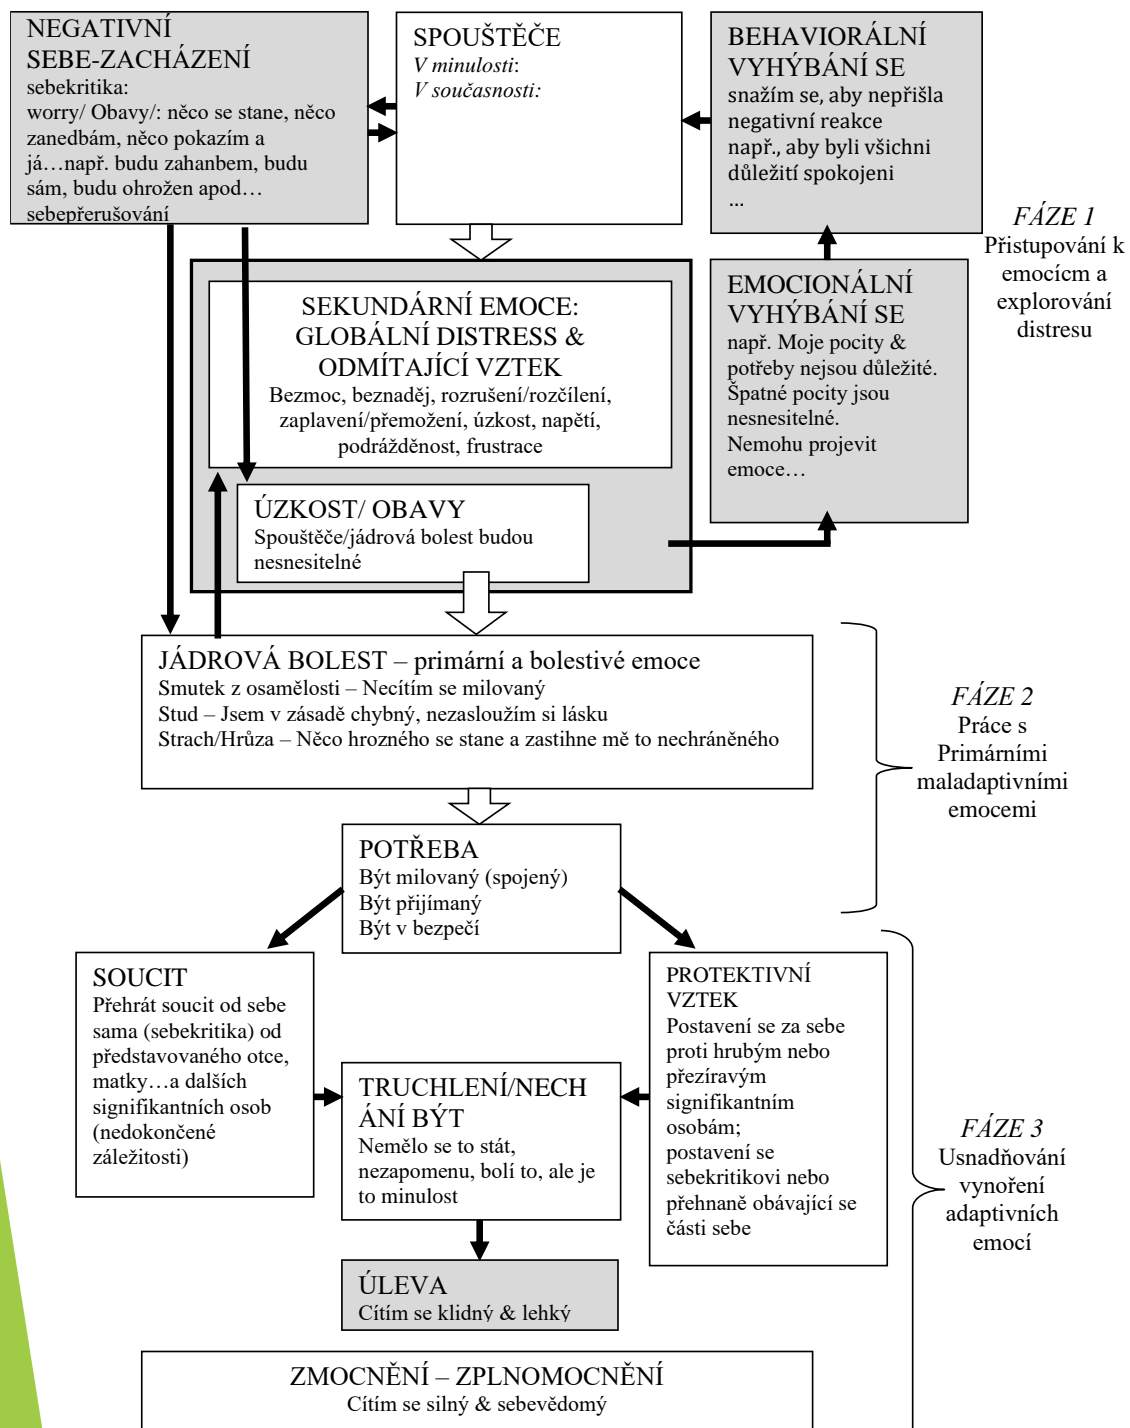 NEGATIVNÍ
SEBE-ZACHÁZENÍ
sebekritika:
worry/ Obavy/: něco se stane, něco
zanedbám, něco pokazím a
já…např. budu zahanbem, budu
sám, budu ohrožen apod…
sebepřerušování
SPOUŠTĚČE
V minulosti:
V současnosti:
BEHAVIORÁLNÍ
VYHÝBÁNÍ SE
snažím se, aby nepřišla
negativní reakce
např., aby byli všichni
důležití spokojeni
…
FÁZE 1
Přistupování k
emocícm a
explorování
distresu
SEKUNDÁRNÍ EMOCE:
GLOBÁLNÍ DISTRESS &
ODMÍTAJÍCÍ VZTEK
Bezmoc, beznaděj, rozrušení/rozčílení,
zaplavení/přemožení, úzkost, napětí,
podrážděnost, frustrace
EMOCIONÁLNÍ
VYHÝBÁNÍ SE
např. Moje pocity &
potřeby nejsou důležité.
Špatné pocity jsou
nesnesitelné.
Nemohu projevit
emoce…
ÚZKOST/ OBAVY
Spouštěče/jádrová bolest budou
nesnesitelné
JÁDROVÁ BOLEST – primární a bolestivé emoce
Smutek z osamělosti – Necítím se milovaný
Stud – Jsem v zásadě chybný, nezasloužím si lásku
Strach/Hrůza – Něco hrozného se stane a zastihne mě to nechráněného
FÁZE 2
Práce s
Primárními
maladaptivními
emocemi
POTŘEBA
Být milovaný (spojený)
Být přijímaný
Být v bezpečí
SOUCIT
Přehrát soucit od sebe
sama (sebekritika) od
představovaného otce,
matky…a dalších
signifikantních osob
(nedokončené
záležitosti)
TRUCHLENÍ/NECH
ÁNÍ BÝT
Nemělo se to stát,
nezapomenu, bolí to, ale je
to minulost
PROTEKTIVNÍ
VZTEK
Postavení se za sebe
proti hrubým nebo
přezíravým
signifikantním
osobám;
postavení se
sebekritikovi nebo
přehnaně obávající se
části sebe
FÁZE 3
Usnadňování
vynoření
adaptivních
emocí
ÚLEVA
Cítím se klidný & lehký
ZMOCNĚNÍ – ZPLNOMOCNĚNÍ
Cítím se silný & sebevědomý